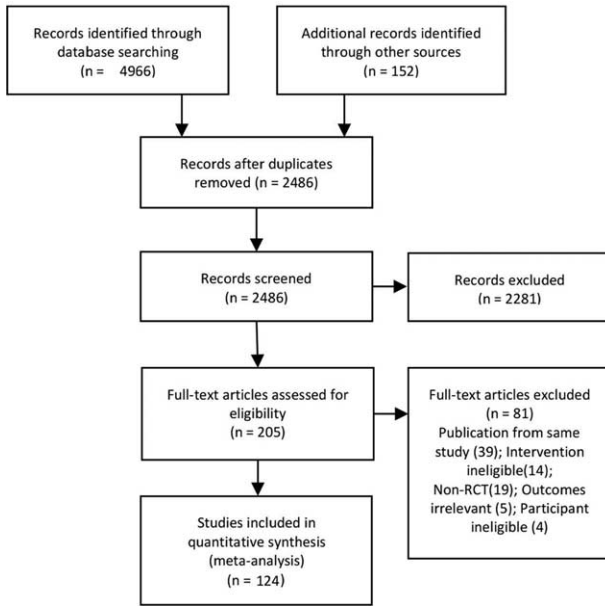 Records identified through
database searching
(n = 4966)
Additional records identified
through other sources
(n = 152)
Records after duplicates
removed (n = 2486)
Records screened
(n = 2486)
Records excluded
(n = 2281)
Full-text articles assessed for
eligibility
(n = 205)
Full-text articles excluded
(n = 81)
Publication from same
study (39); Intervention
ineligible(14);
Non-RCT(19); Outcomes
irrelevant (5); Participant
ineligible (4)
Studies included in
quantitative synthesis
(meta-analysis)
n = 124)